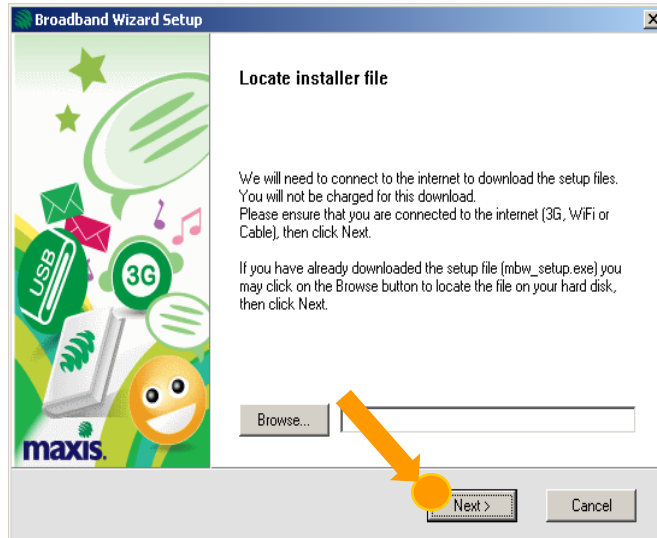 Broadband Wizard Setup
Locate installer file
We will need to connect to the internet to download the setup files.
You will not be charged for this download.
Please ensure that you are connected to the internet (3G, WiFi or
Cable), then click Next.
If you have already downloaded the setup file (mbw_setup.exe) you
may click on the Browse button to locate the file on your hard disk,
then click Next.
USB
3G
maxis.
Browse...
Next >
Cancel